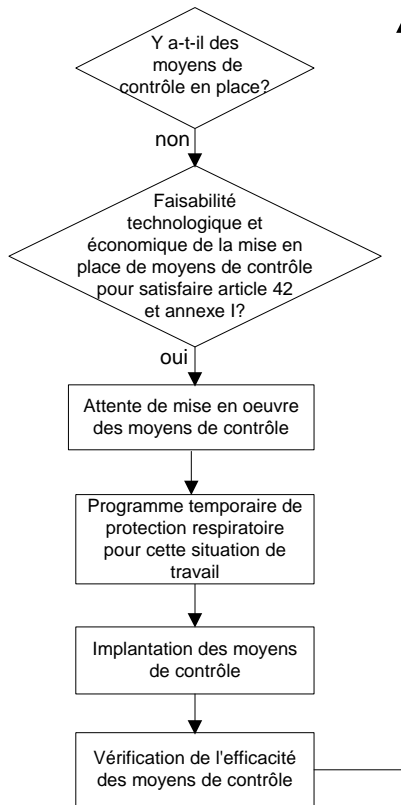 Y a-t-il des
moyens de
contrôle en place?
non
Faisabilité
technologique et
économique de la mise en
place de moyens de contrôle
pour satisfaire article 42
et annexe I?
oui
Attente de mise en oeuvre
des moyens de contrôle
Programme temporaire de
protection respiratoire
pour cette situation de
travail
Implantation des moyens
de contrôle
Vérification de l'efficacité
des moyens de contrôle